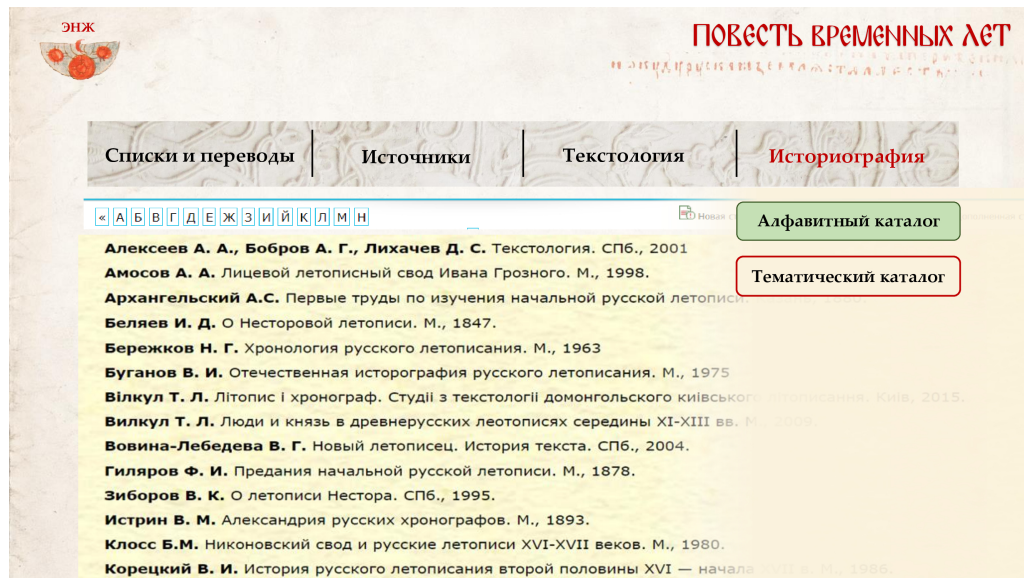 ЭНЖ
ПОВЕСТЬ ВРЕМЕННЫХ ЛЕТ
Списки и переводы
Источники
Текстология
Историография
« А Б В Г Д Е Ж З И Й К Л М Н
Новая
Алфавитный каталог
Тематический каталог
Алексеев А. А., Бобров А. Г., Лихачев Д. С. Текстология. СПб., 2001
Амосов А. А. Лицевой летописный свод Ивана Грозного. М., 1998.
Архангельский А.С. Первые труды по изучения начальной русской летописи.
Беляев И. Д. О Несторовой летописи. М., 1847.
Бережков Н. Г. Хронология русского летописания. М., 1963
Буганов В. И. Отечественная исторография русского летописания. М., 1975
Вілкул Т. Л. Літопис і хронограф. Студії з текстології домонгольского київського літописання. Київ, 2015.
Вилкул Т. Л. Люди и князь в древнерусских леотописях середины XI-XIII вв. М., 2009.
Вовина-Лебедева В. Г. Новый летописец. История текста. СПб., 2004.
Гиляров Ф. И. Предания начальной русской летописи. М., 1878.
Зиборов В. К. О летописи Нестора. СПб., 1995.
Истрин В. М. Александрия русских хронографов. М., 1893.
Клосс Б.М. Никоновский свод и русские летописи XVI-XVII веков. М., 1980.
Корецкий В. И. История русского летописания второй половины XVI — начала XVII в. М., 1986.